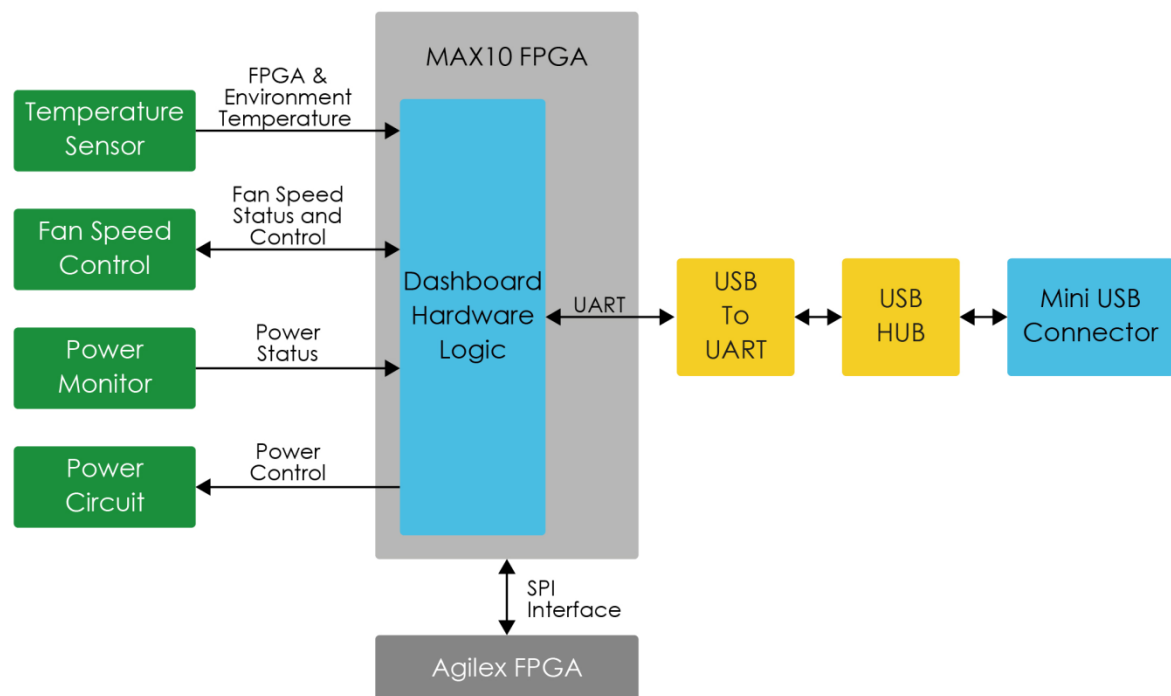 MAX10 FPGA
FPGA &
Environment
Temperature
Temperature
Sensor
Fan Speed
Status and
Control
Fan Speed
Control
Dashboard
Hardware
Logic
UART
USB
To
UART
USB
HUB
Mini USB
Connector
Power
Status
Power
Monitor
Power
Control
Power
Circuit
SPI
Interface
Agilex FPGA